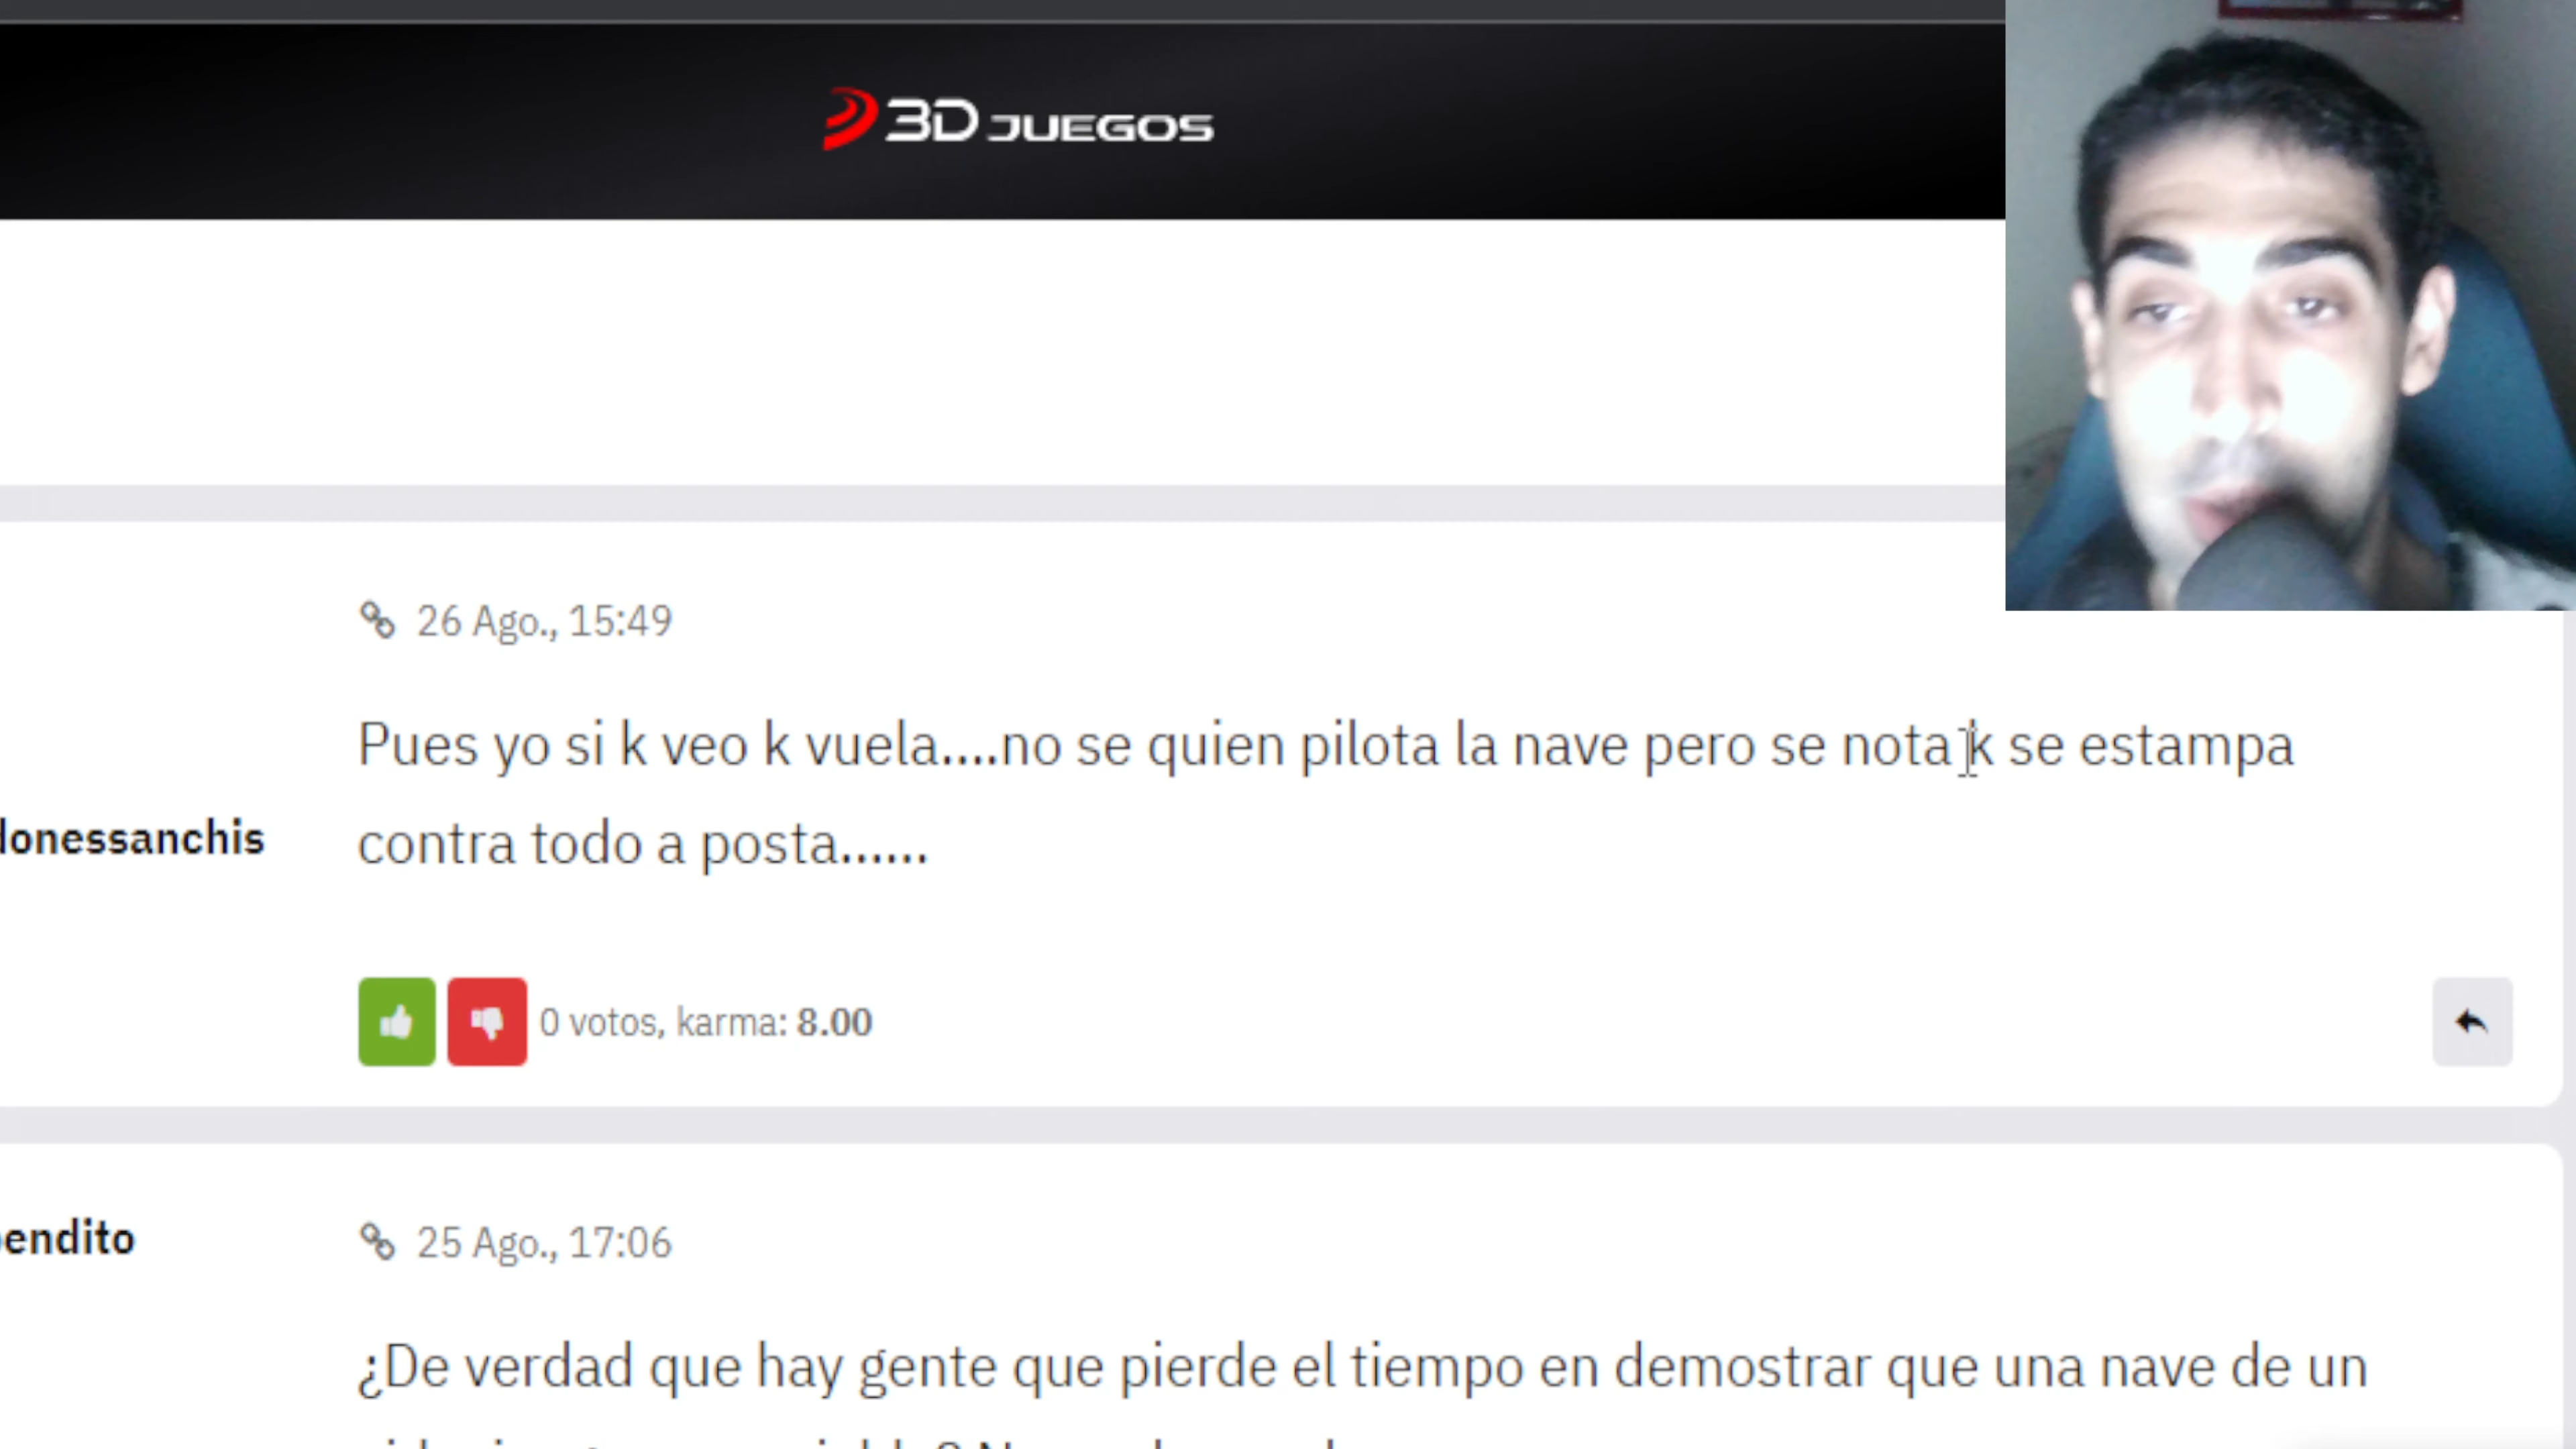 3D JUEGOS
26 Ago., 15:49
Pues yo si k veo k vuela....no se quien pilota la nave pero se nota k se estampa
donessanchis
contra todo a posta......
0 votos, karma: 8.00
endito
25 Ago., 17:06
¿De verdad que hay gente que pierde el tiempo en demostrar que una nave de un